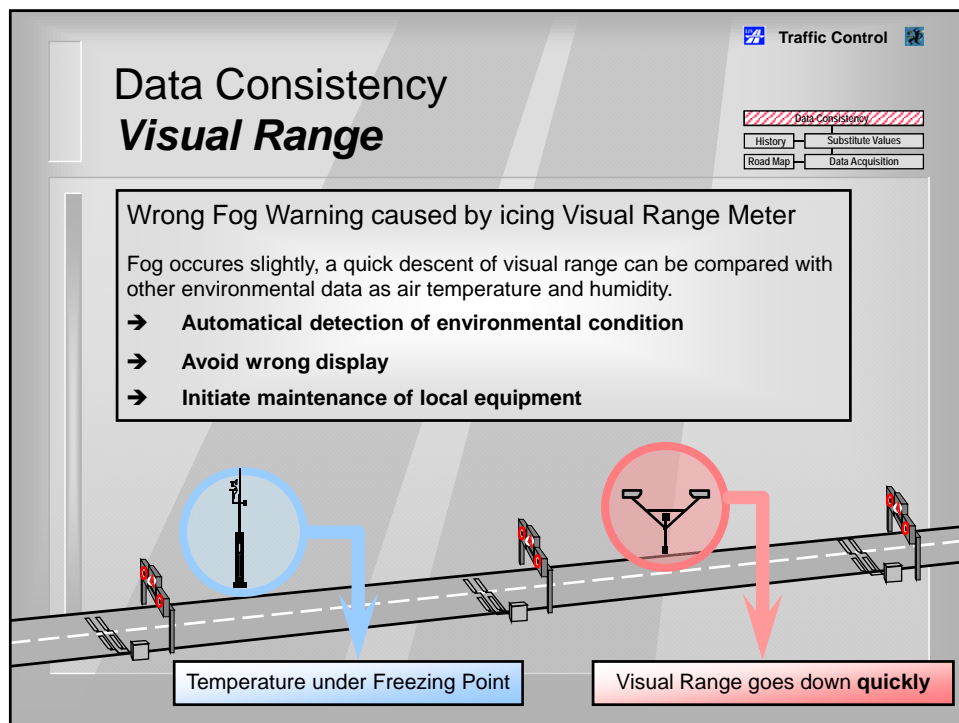 Traffic Control
Data Consistency
Visual Range
Data Consistency
History
Substitute Values
Road Map
Data Acquisition
Wrong Fog Warning caused by icing Visual Range Meter
Fog occures slightly, a quick descent of visual range can be compared with
other environmental data as air temperature and humidity.
➔ Automatical detection of environmental condition
➔ Avoid wrong display
➔ Initiate maintenance of local equipment
Temperature under Freezing Point
Visual Range goes down quickly